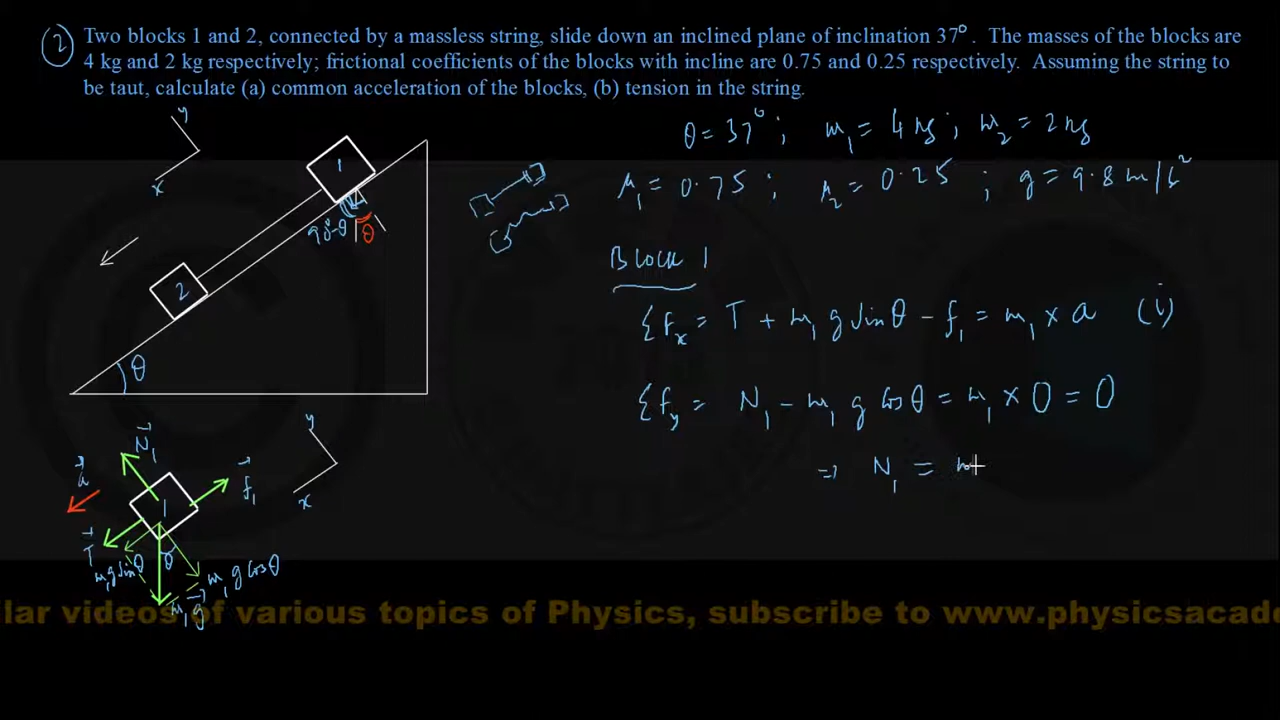 2 Two blocks 1 and 2, connected by a massless string, slide down an inclined plane of inclination 37°. The masses of the blocks are
4 kg and 2 kg respectively; frictional coefficients of the blocks with incline are 0.75 and 0.25 respectively. Assuming the string to
be taut, calculate (a) common acceleration of the blocks, (b) tension in the string.
θ = 37° ; m₁ = 4 kg ; m₂ = 2 kg
μ₁ = 0.75 ; μ₂ = 0.25 ; g = 9.8 m/s²
y
x
1
90°-θ
θ
2
θ
Block 1
Σfₓ = T + m₁ g sinθ - f₁ = m₁ × a (i)
Σf_y = N₁ - m₁ g cosθ = m₁ × 0 = 0
⇒ N₁ = m
y
x
N₁
a
f₁
1
T
θ
m₁g sinθ
m₁ g cosθ
m₁g
lar videos of various topics of Physics, subscribe to www.physicsacade